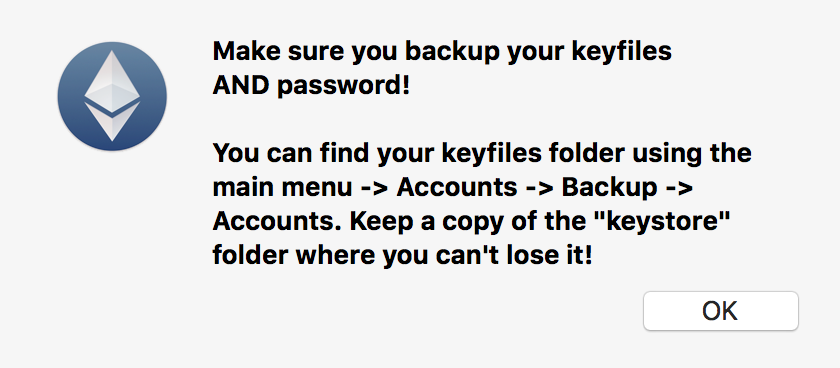 Make sure you backup your keyfiles
AND password!
You can find your keyfiles folder using the
main menu -> Accounts -> Backup ->
Accounts. Keep a copy of the "keystore"
folder where you can't lose it!
OK